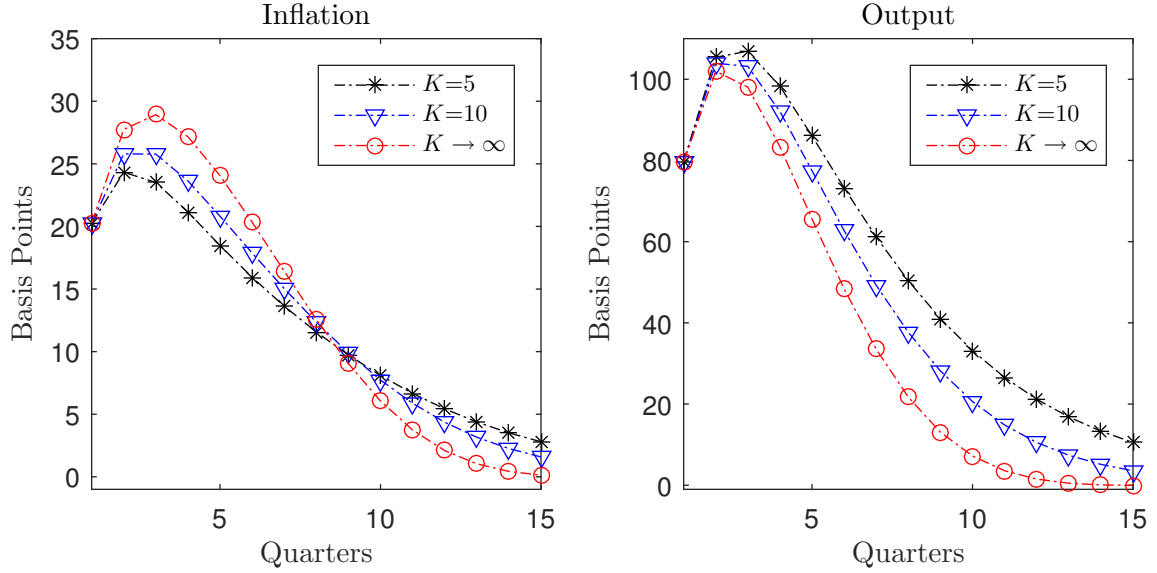 Inflation
35
30
25
20
15
10
5
0
Basis Points
5
10
15
Quarters
K=5
K=10
K → ∞
Output
100
80
60
40
20
0
Basis Points
5
10
15
Quarters
K=5
K=10
K → ∞